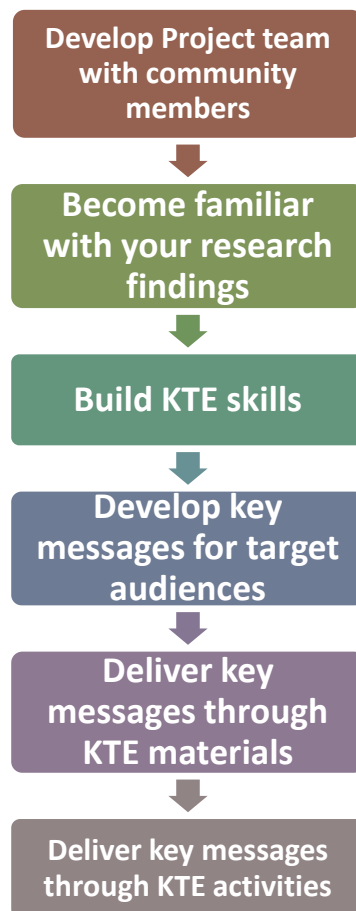 Develop Project team
with community
members
Become familiar
with your research
findings
Build KTE skills
Develop key
messages for target
audiences
Deliver key
messages through
KTE materials
Deliver key messages
through KTE activities